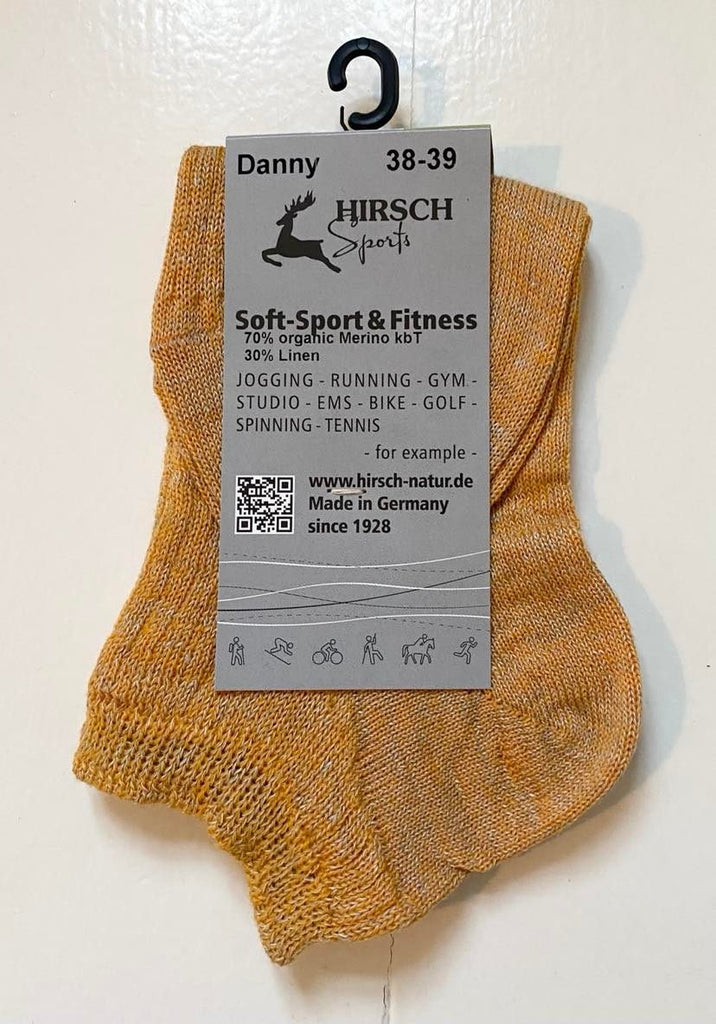 Danny 38-39
HIRSCH
Sports
Soft-Sport & Fitness
70% organic Merino kbT
30% Linen
JOGGING - RUNNING - GYM -
STUDIO - EMS - BIKE - GOLF -
SPINNING - TENNIS
- for example -
www.hirsch-natur.de
Made in Germany
since 1928